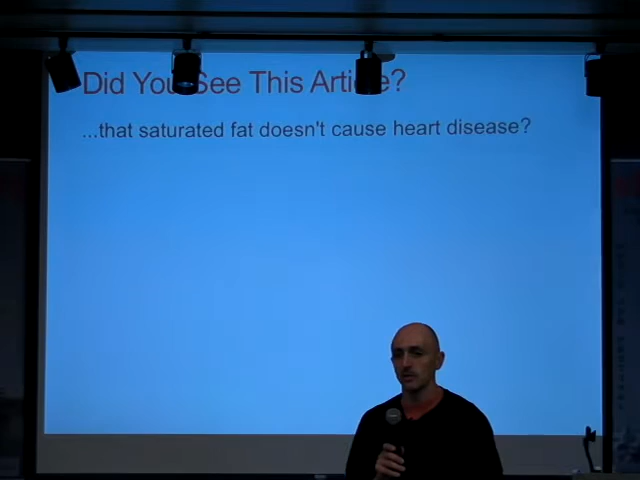 Did You See This Article?
...that saturated fat doesn't cause heart disease?